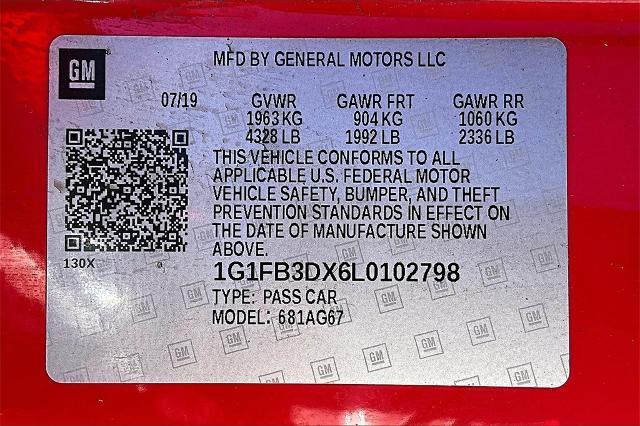 GM
MFD BY GENERAL MOTORS LLC
07/19 GVWR GAWR FRT GAWR RR
1963 KG 904 KG 1060 KG
4328 LB 1992 LB 2336 LB
THIS VEHICLE CONFORMS TO ALL
APPLICABLE U.S. FEDERAL MOTOR
VEHICLE SAFETY, BUMPER, AND THEFT
PREVENTION STANDARDS IN EFFECT ON
THE DATE OF MANUFACTURE SHOWN
ABOVE.
130X
1G1FB3DX6L0102798
TYPE: PASS CAR
MODEL: 681AG67